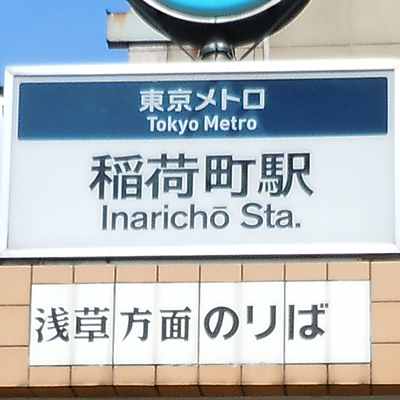 東京メトロ
Tokyo Metro
稲荷町駅
Inarichō Sta.
浅草方面のりば